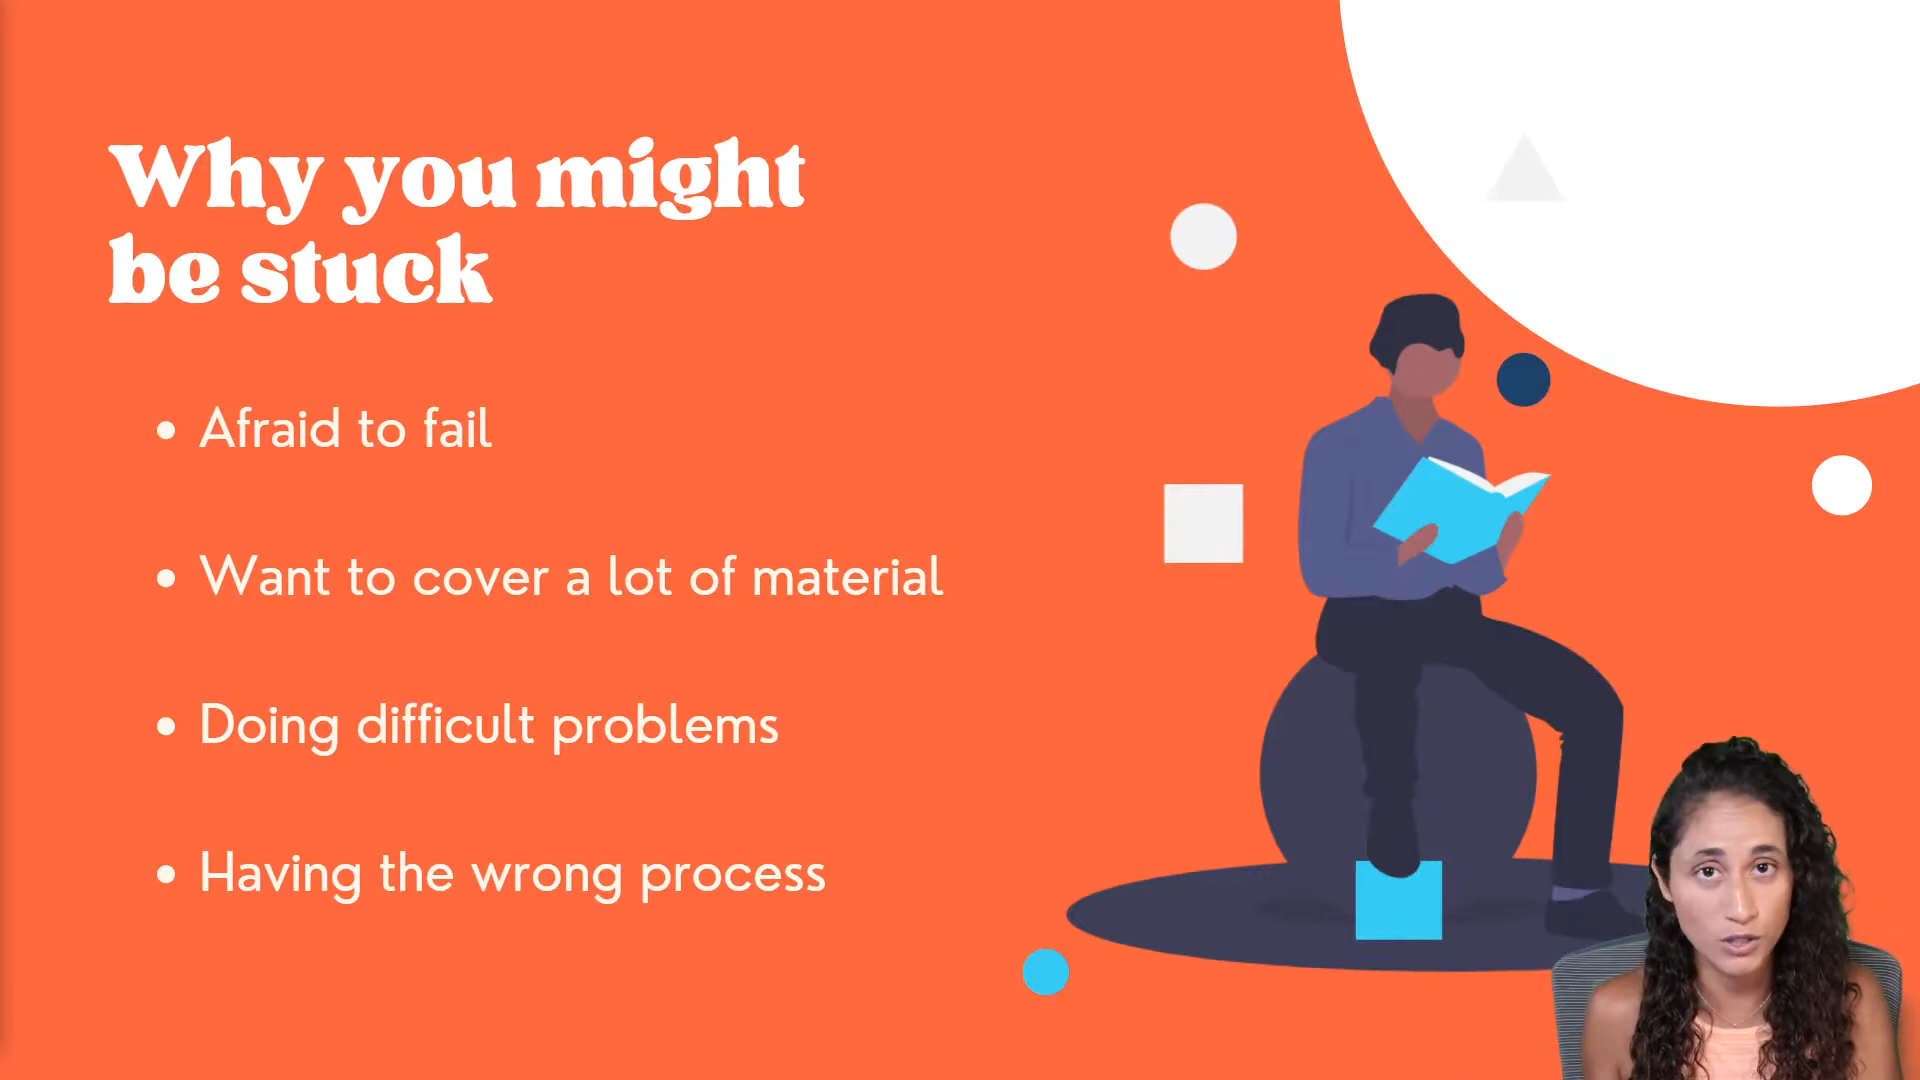 Why you might
be stuck
• Afraid to fail
• Want to cover a lot of material
• Doing difficult problems
• Having the wrong process